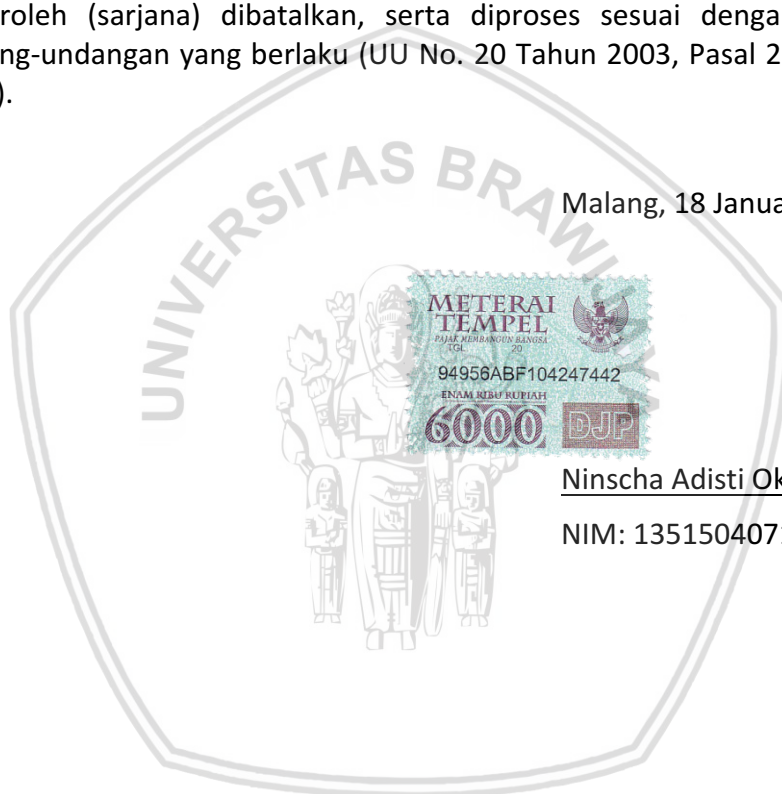 roleh (sarjana) dibatalkan, serta diproses sesuai denga
ng-undangan yang berlaku (UU No. 20 Tahun 2003, Pasal 2
).
UNIVERSITAS BRAWIJAYA
Malang, 18 Janua
METERAI
TEMPEL
PAJAK MEMBANGUN BANGSA
TGL. 20
94956ABF104247442
ENAM RIBU RUPIAH
6000 DJP
Ninscha Adisti Ok
NIM: 1351504071